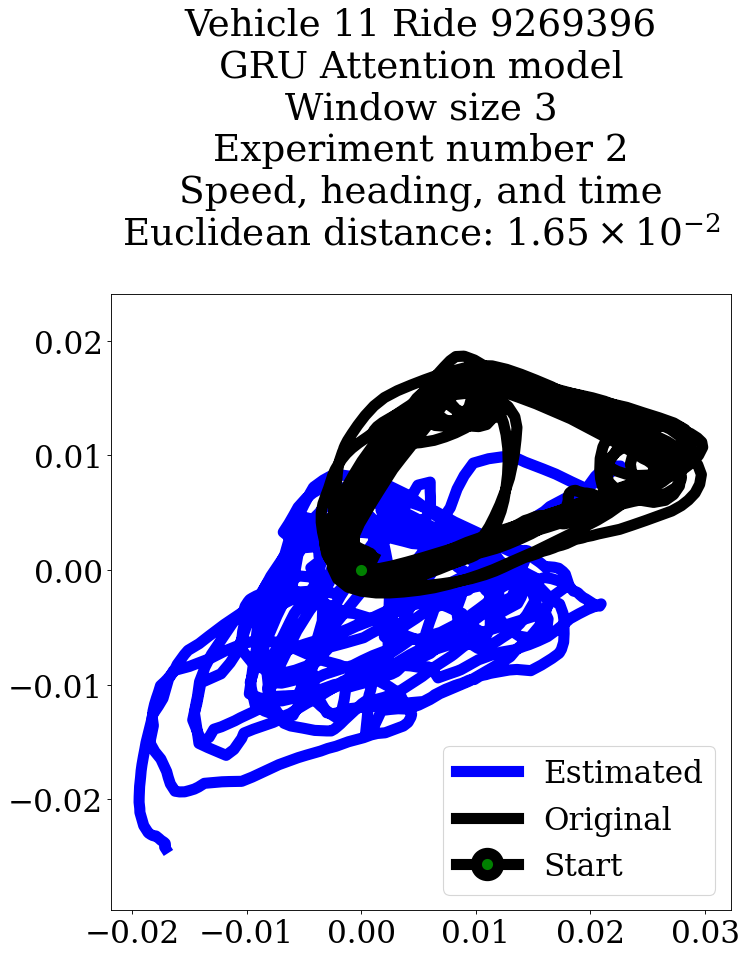 Vehicle 11 Ride 9269396
GRU Attention model
Window size 3
Experiment number 2
Speed, heading, and time
Euclidean distance: 1.65 × 10⁻²
0.02
0.01
0.00
−0.01
−0.02
Estimated
Original
Start
−0.02 −0.01 0.00 0.01 0.02 0.03